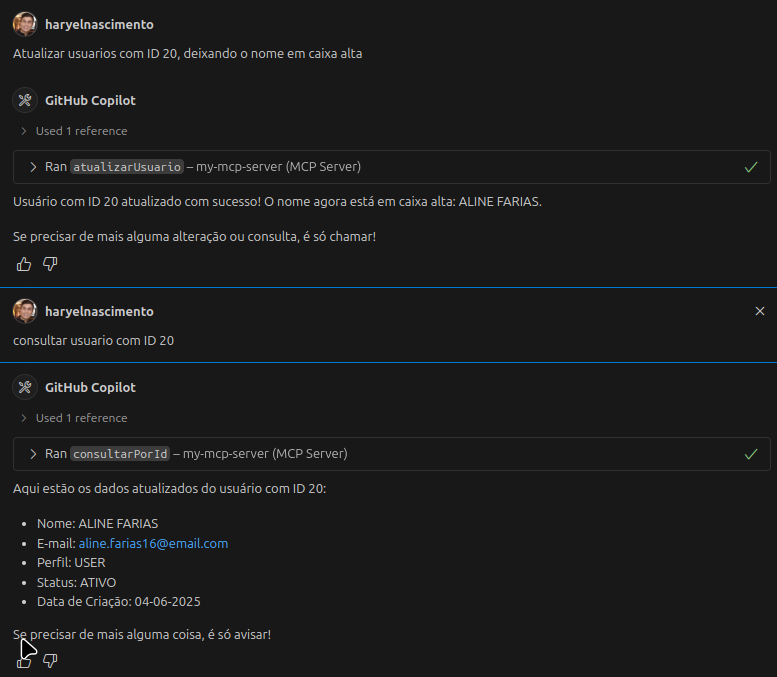 haryelnascimento
Atualizar usuarios com ID 20, deixando o nome em caixa alta
GitHub Copilot
Used 1 reference
Ran atualizarUsuario – my-mcp-server (MCP Server)
Usuário com ID 20 atualizado com sucesso! O nome agora está em caixa alta: ALINE FARIAS.
Se precisar de mais alguma alteração ou consulta, é só chamar!
haryelnascimento
consultar usuario com ID 20
GitHub Copilot
Used 1 reference
Ran consultarPorId – my-mcp-server (MCP Server)
Aqui estão os dados atualizados do usuário com ID 20:
• Nome: ALINE FARIAS
• E-mail: aline.farias16@email.com
• Perfil: USER
• Status: ATIVO
• Data de Criação: 04-06-2025
Se precisar de mais alguma coisa, é só avisar!